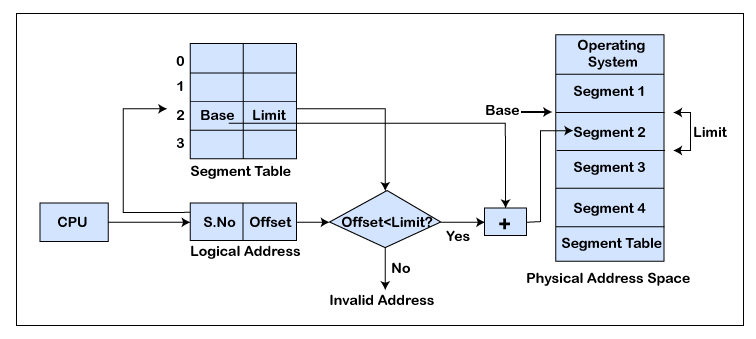 0
1
2
3
Base
Limit
Segment Table
CPU
S.No
Offset
Logical Address
Offset<Limit?
Yes
No
Invalid Address
+
Base
Operating
System
Segment 1
Segment 2
Segment 3
Segment 4
Segment Table
Limit
Physical Address Space